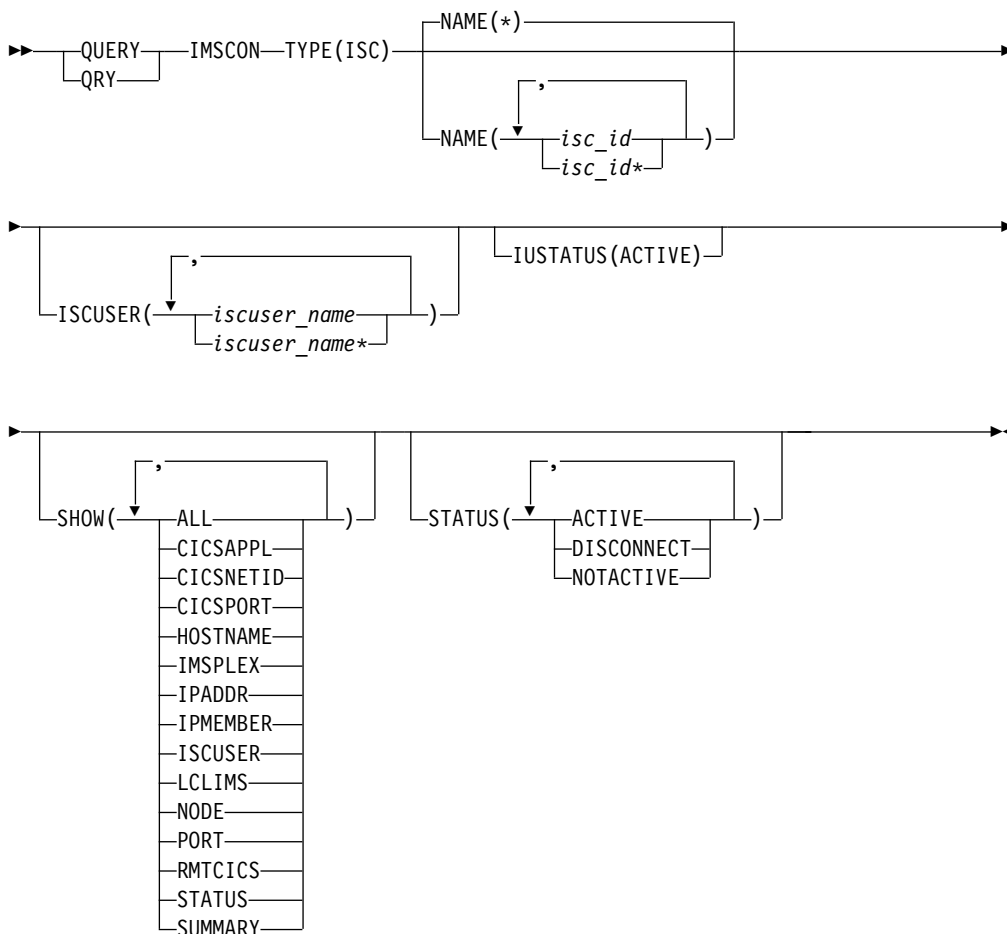 NAME(*)
QUERY IMSCON TYPE(ISC)
QRY
,
NAME( isc_id )
isc_id*
IUSTATUS(ACTIVE)
,
ISCUSER( iscuser_name )
iscuser_name*
, ,
SHOW( ALL ) STATUS( ACTIVE )
CICSAPPL DISCONNECT
CICSNETID NOTACTIVE
CICSPORT
HOSTNAME
IMSPLEX
IPADDR
IPMEMBER
ISCUSER
LCLIMS
NODE
PORT
RMTCICS
STATUS
SUMMARY